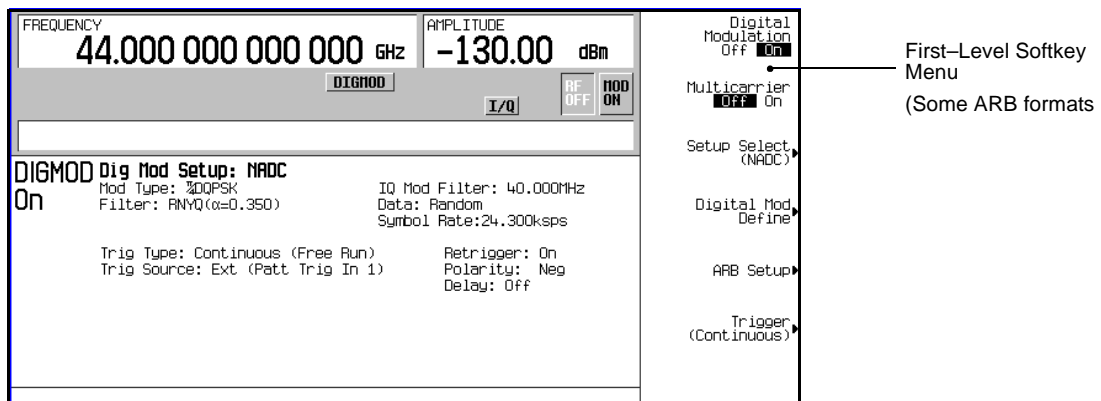 FREQUENCY
44.000 000 000 000 GHz
AMPLITUDE
-130.00 dBm
DIGMOD
I/Q
RF OFF
MOD ON
DIGMOD On
Dig Mod Setup: NADC
Mod Type: π/4DQPSK
Filter: RNYQ(α=0.350)
IQ Mod Filter: 40.000MHz
Data: Random
Symbol Rate:24.300ksps
Trig Type: Continuous (Free Run)
Trig Source: Ext (Patt Trig In 1)
Retrigger: On
Polarity: Neg
Delay: Off
Digital
Modulation
Off On
Multicarrier
Off On
Setup Select
(NADC)
Digital Mod
Define
ARB Setup
Trigger
(Continuous)
First–Level Softkey
Menu
(Some ARB formats